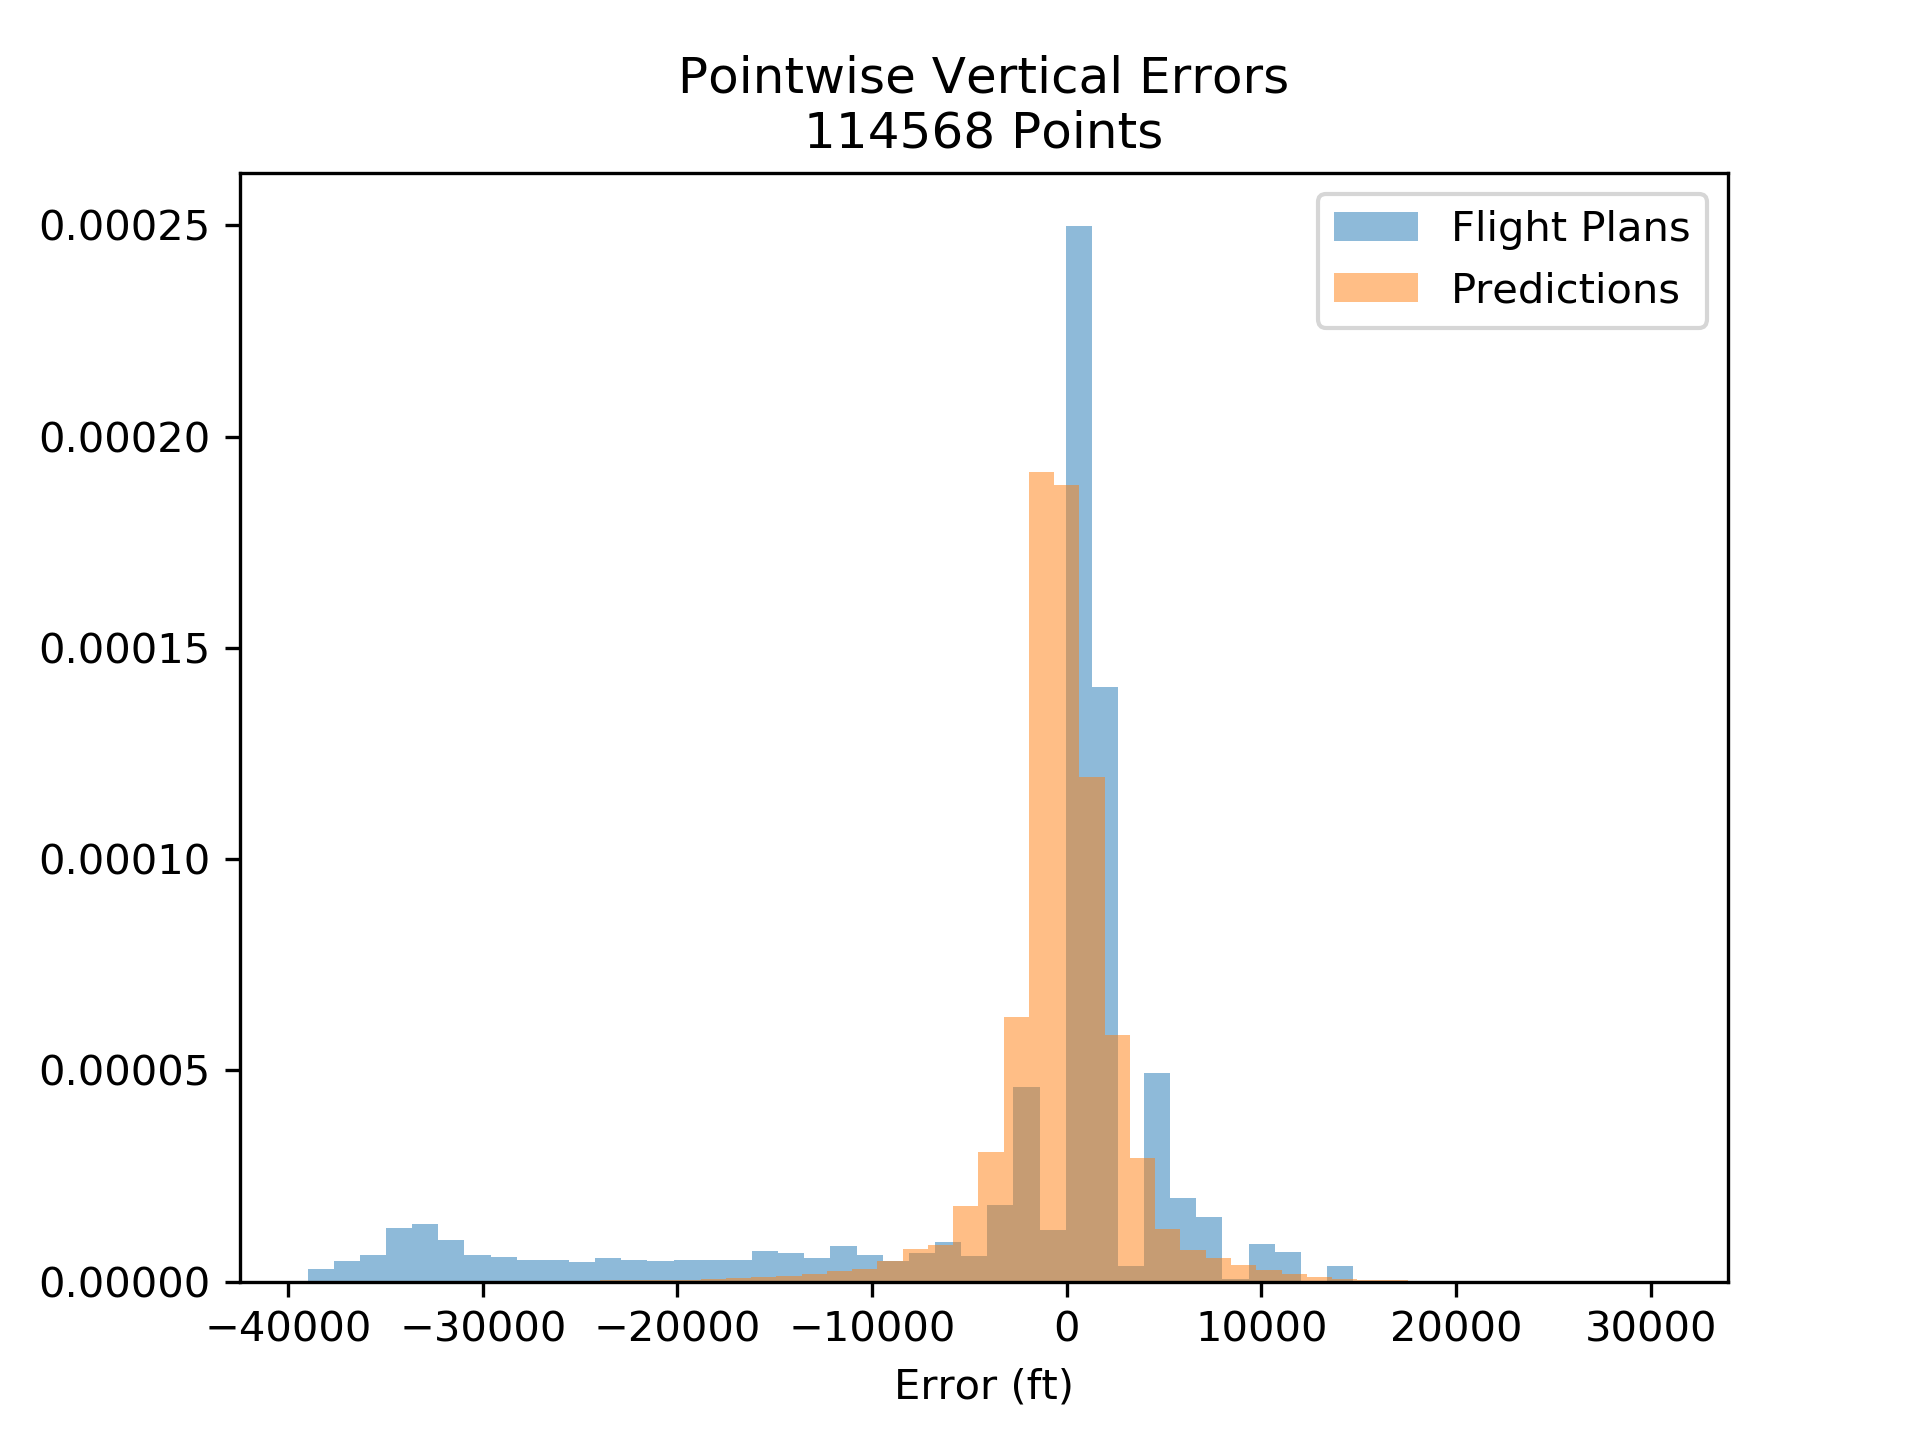 Pointwise Vertical Errors
114568 Points
Flight Plans
Predictions
0.00025
0.00020
0.00015
0.00010
0.00005
0.00000
−40000 −30000 −20000 −10000 0 10000 20000 30000
Error (ft)